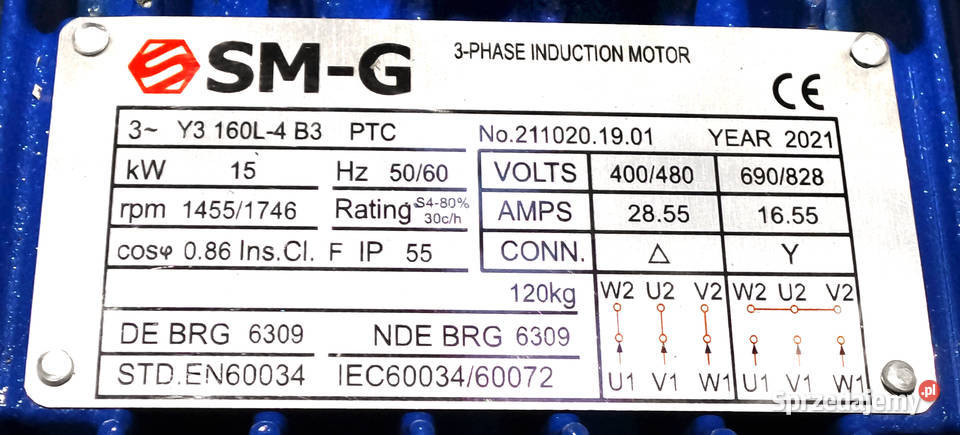 SM-G 3-PHASE INDUCTION MOTOR
CE
3~ Y3 160L-4 B3 PTC No.211020.19.01 YEAR 2021
kW 15 Hz 50/60 VOLTS 400/480 690/828
rpm 1455/1746 Rating S4-80% 30c/h AMPS 28.55 16.55
cosφ 0.86 Ins.Cl. F IP 55 CONN. △ Y
120kg W2 U2 V2 W2 U2 V2
DE BRG 6309 NDE BRG 6309
STD.EN60034 IEC60034/60072 U1 V1 W1 U1 V1 W1
Sprzedajemy.pl